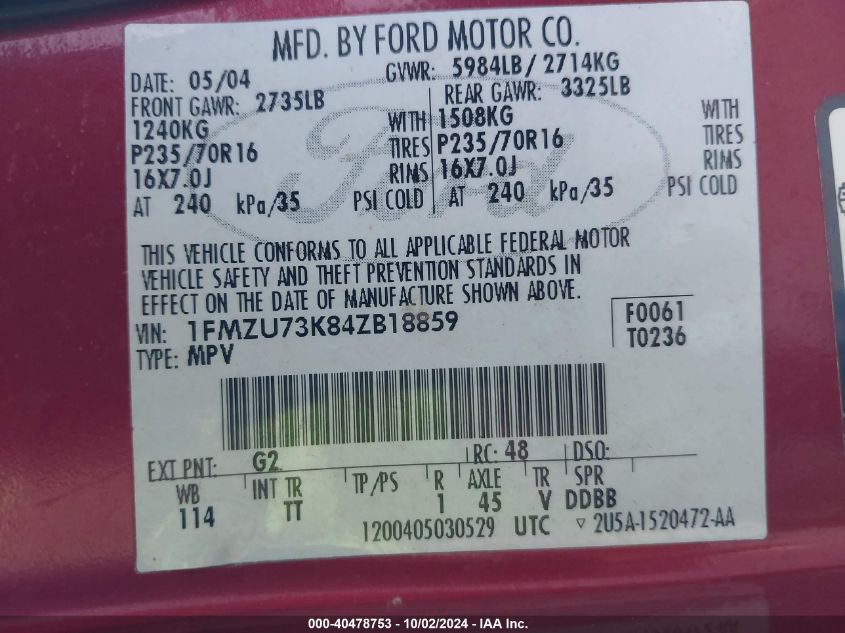 MFD. BY FORD MOTOR CO.
DATE: 05/04 GVWR: 5984LB / 2714KG
FRONT GAWR: 2735LB REAR GAWR: 3325LB
1240KG WITH 1508KG WITH
P235/70R16 TIRES P235/70R16 TIRES
16X7.0J RIMS 16X7.0J RIMS
AT 240 kPa/35 PSI COLD AT 240 kPa/35 PSI COLD
Ford
THIS VEHICLE CONFORMS TO ALL APPLICABLE FEDERAL MOTOR
VEHICLE SAFETY AND THEFT PREVENTION STANDARDS IN
EFFECT ON THE DATE OF MANUFACTURE SHOWN ABOVE.
VIN: 1FMZU73K84ZB18859 F0061
TYPE: MPV T0236
EXT PNT: G2 RC: 48 DSO:
WB INT TR TP/PS R AXLE TR SPR
114 TT 1 45 V DDBB
1200405030529 UTC ▽ 2U5A-1520472-AA
000-40478753 - 10/02/2024 - IAA Inc.